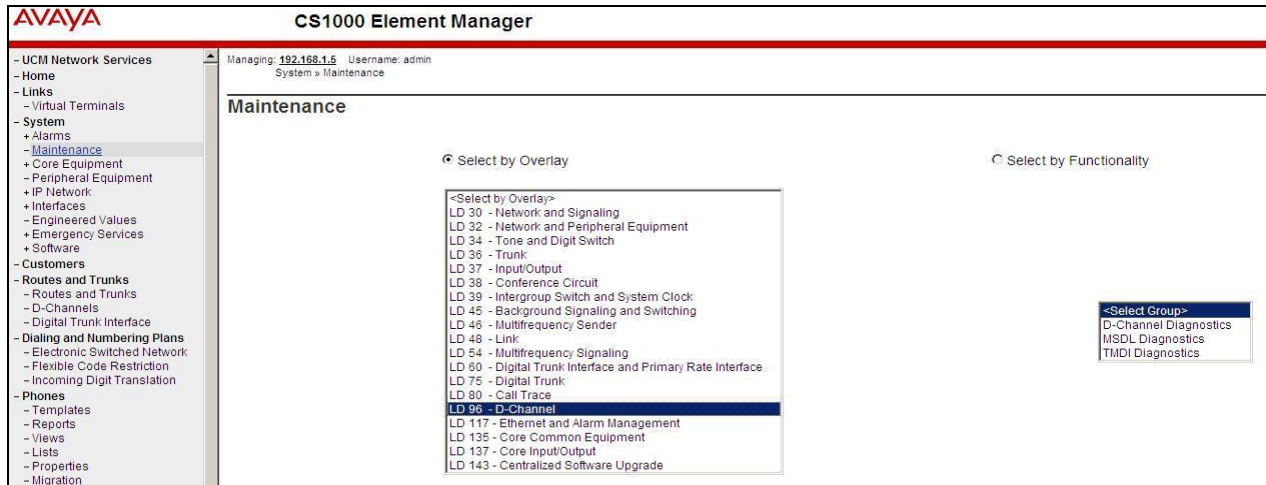 AVAYA
CS1000 Element Manager
- UCM Network Services
- Home
- Links
- Virtual Terminals
- System
+ Alarms
- Maintenance
+ Core Equipment
- Peripheral Equipment
+ IP Network
+ Interfaces
- Engineered Values
+ Emergency Services
+ Software
- Customers
- Routes and Trunks
- Routes and Trunks
- D-Channels
- Digital Trunk Interface
- Dialing and Numbering Plans
- Electronic Switched Network
- Flexible Code Restriction
- Incoming Digit Translation
- Phones
- Templates
- Reports
- Views
- Lists
- Properties
- Migration
Managing: 192.168.1.5 Username: admin
System » Maintenance
Maintenance
Select by Overlay
<Select by Overlay>
LD 30 - Network and Signaling
LD 32 - Network and Peripheral Equipment
LD 34 - Tone and Digit Switch
LD 36 - Trunk
LD 37 - Input/Output
LD 38 - Conference Circuit
LD 39 - Intergroup Switch and System Clock
LD 45 - Background Signaling and Switching
LD 46 - Multifrequency Sender
LD 48 - Link
LD 54 - Multifrequency Signaling
LD 60 - Digital Trunk Interface and Primary Rate Interface
LD 75 - Digital Trunk
LD 80 - Call Trace
LD 96 - D-Channel
LD 117 - Ethernet and Alarm Management
LD 135 - Core Common Equipment
LD 137 - Core Input/Output
LD 143 - Centralized Software Upgrade
Select by Functionality
<Select Group>
D-Channel Diagnostics
MSDL Diagnostics
TMDI Diagnostics